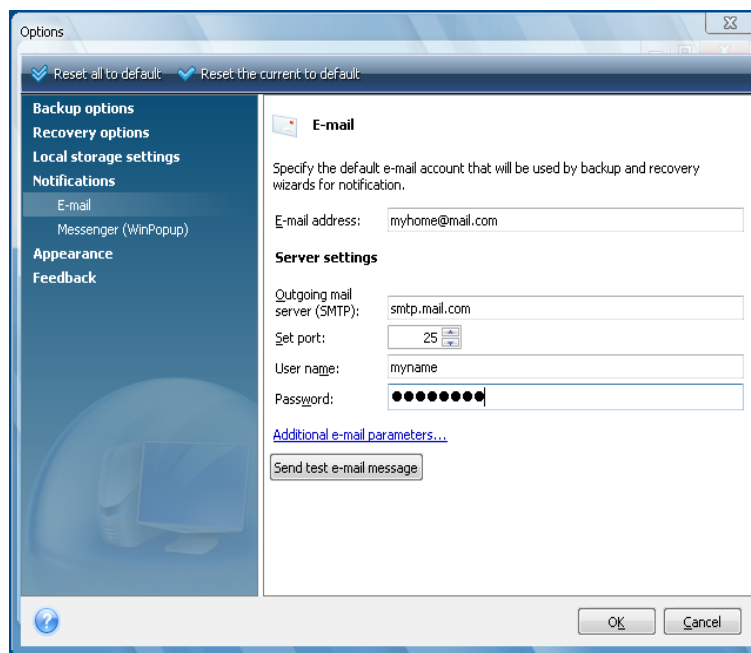 Options
Reset all to default Reset the current to default
Backup options
Recovery options
Local storage settings
Notifications
E-mail
Messenger (WinPopup)
Appearance
Feedback
E-mail
Specify the default e-mail account that will be used by backup and recovery
wizards for notification.
E-mail address: myhome@mail.com
Server settings
Outgoing mail
server (SMTP): smtp.mail.com
Set port: 25
User name: myname
Password: ●●●●●●●●
Additional e-mail parameters...
Send test e-mail message
? OK Cancel